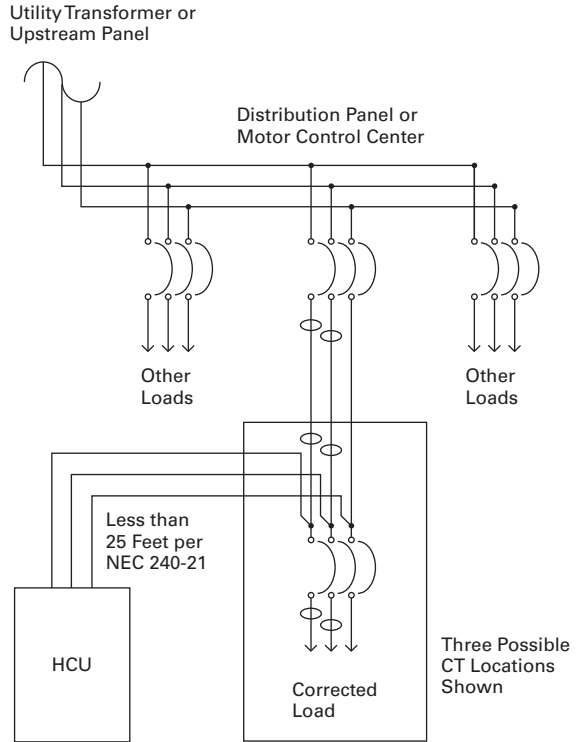 Utility Transformer or
Upstream Panel
Distribution Panel or
Motor Control Center
Other
Loads
Other
Loads
Less than
25 Feet per
NEC 240-21
HCU
Corrected
Load
Three Possible
CT Locations
Shown